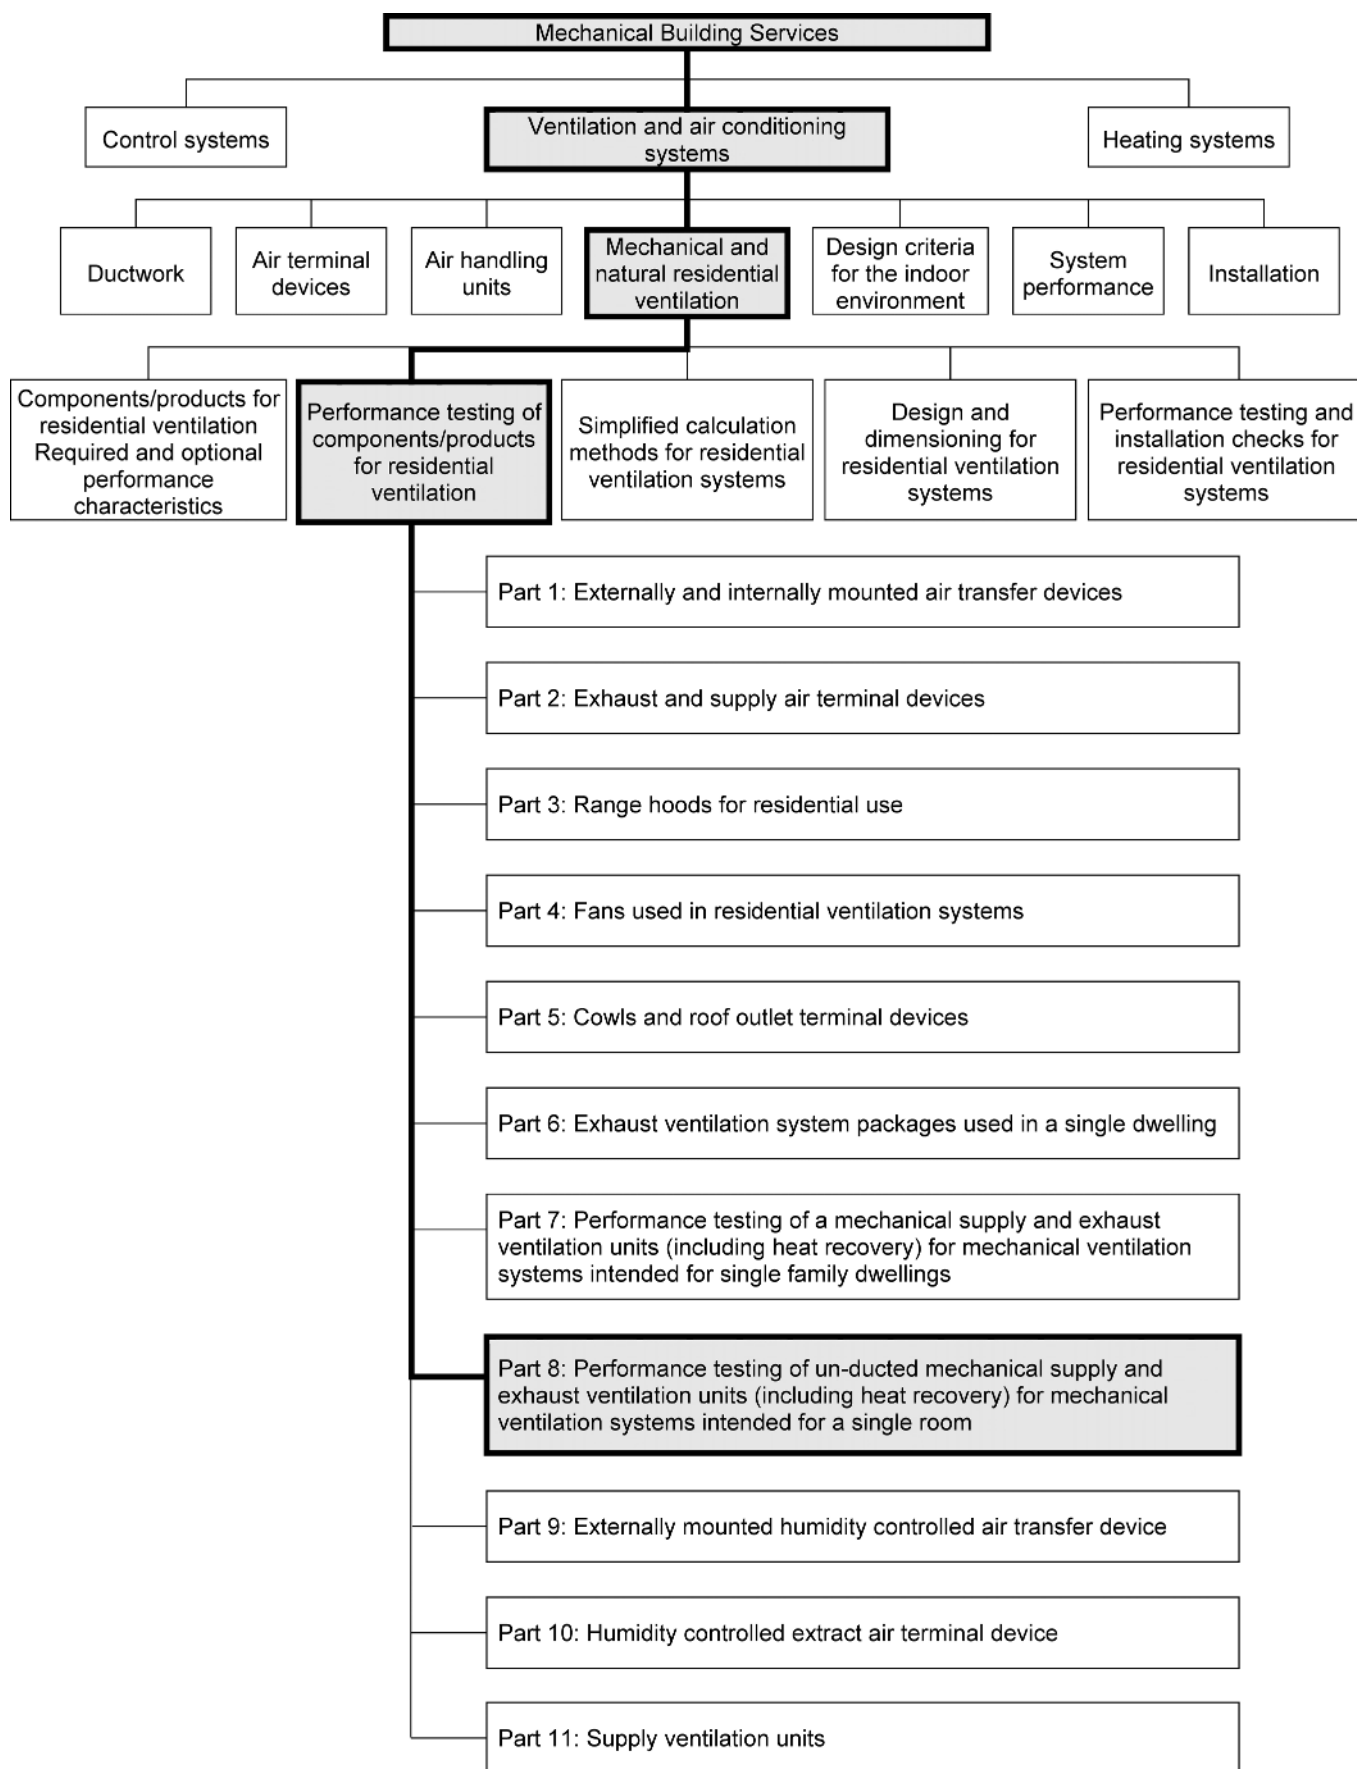 Mechanical Building Services
Control systems
Ventilation and air conditioning
systems
Heating systems
Ductwork
Air terminal
devices
Air handling
units
Mechanical and
natural residential
ventilation
Design criteria
for the indoor
environment
System
performance
Installation
Components/products for
residential ventilation
Required and optional
performance
characteristics
Performance testing of
components/products
for residential
ventilation
Simplified calculation
methods for residential
ventilation systems
Design and
dimensioning for
residential ventilation
systems
Performance testing and
installation checks for
residential ventilation
systems
Part 1: Externally and internally mounted air transfer devices
Part 2: Exhaust and supply air terminal devices
Part 3: Range hoods for residential use
Part 4: Fans used in residential ventilation systems
Part 5: Cowls and roof outlet terminal devices
Part 6: Exhaust ventilation system packages used in a single dwelling
Part 7: Performance testing of a mechanical supply and exhaust
ventilation units (including heat recovery) for mechanical ventilation
systems intended for single family dwellings
Part 8: Performance testing of un-ducted mechanical supply and
exhaust ventilation units (including heat recovery) for mechanical
ventilation systems intended for a single room
Part 9: Externally mounted humidity controlled air transfer device
Part 10: Humidity controlled extract air terminal device
Part 11: Supply ventilation units